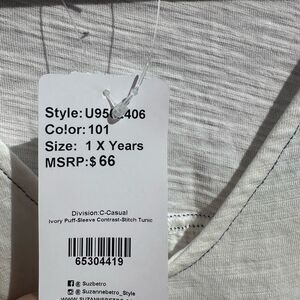 Style: 406
Color: 101
Size: 1 X Years
MSRP:$ 66
Division:C-Casual
Ivory Puff-Sleeve Contrast-Stitch Tunic
65304419
@ Suzbetro
@ Suzannebetro_Style